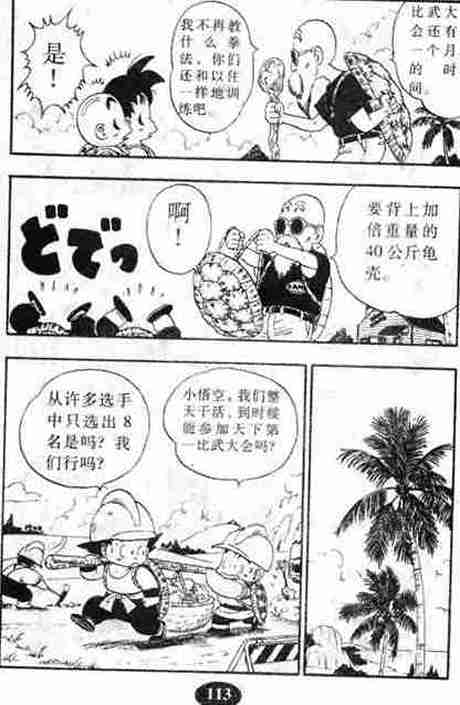 比武大
会还有
一个月
的时
间。
我不再教
什么拳
法，你们
还和以往
一样地训
练吧。
是！
要背上加
倍重量的
40公斤龟
壳。
啊！
どでっ
小悟空，我们整
天干活，到时候
能参加天下第
一比武大会吗？
从许多选手
中只选出8
名是吗？我
们行吗？
113